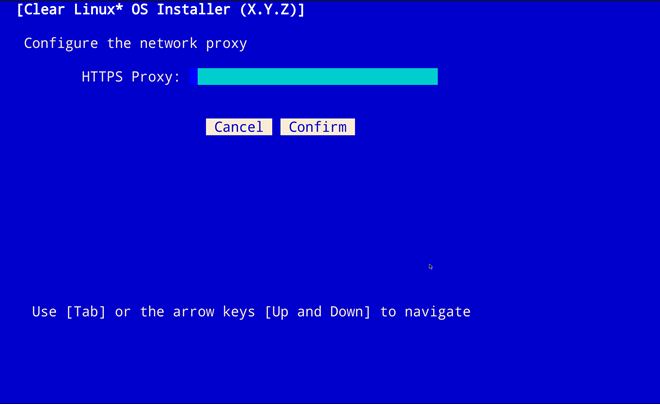 [Clear Linux* OS Installer (X.Y.Z)]
Configure the network proxy
HTTPS Proxy:
Cancel Confirm
Use [Tab] or the arrow keys [Up and Down] to navigate